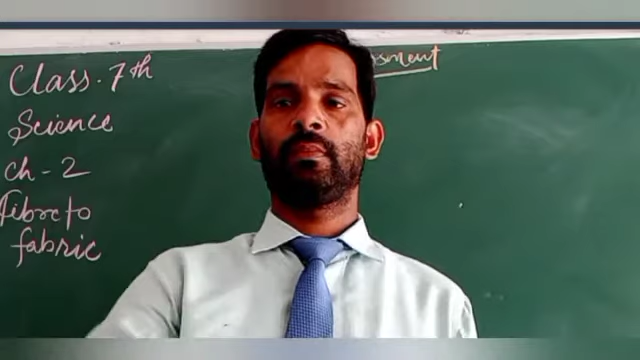 Class. 7th
Science
ch - 2
Fibre to
fabric